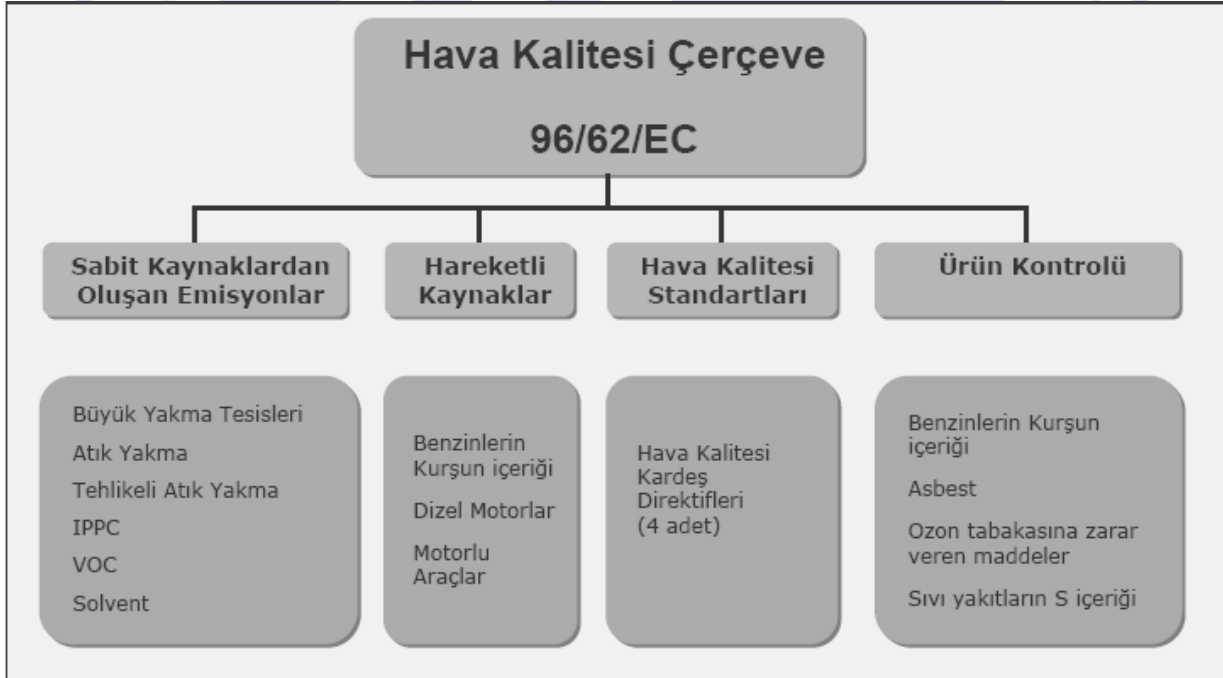 Hava Kalitesi Çerçeve
96/62/EC
Sabit Kaynaklardan
Oluşan Emisyonlar
Hareketli
Kaynaklar
Hava Kalitesi
Standartları
Ürün Kontrolü
Büyük Yakma Tesisleri
Atık Yakma
Tehlikeli Atık Yakma
IPPC
VOC
Solvent
Benzinlerin
Kurşun içeriği
Dizel Motorlar
Motorlu
Araçlar
Hava Kalitesi
Kardeş
Direktifleri
(4 adet)
Benzinlerin Kurşun
içeriği
Asbest
Ozon tabakasına zarar
veren maddeler
Sıvı yakıtların S içeriği